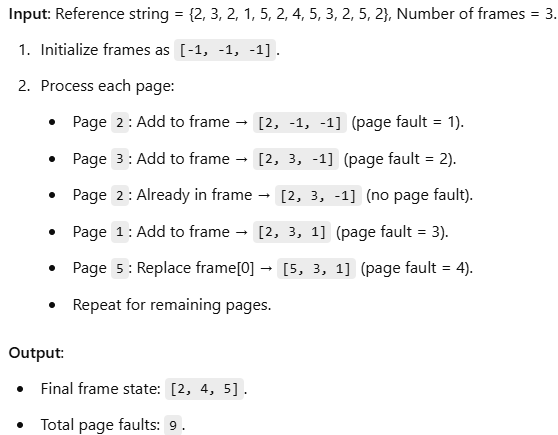 Input: Reference string = {2, 3, 2, 1, 5, 2, 4, 5, 3, 2, 5, 2}, Number of frames = 3.
1. Initialize frames as [-1, -1, -1].
2. Process each page:
• Page 2: Add to frame → [2, -1, -1] (page fault = 1).
• Page 3: Add to frame → [2, 3, -1] (page fault = 2).
• Page 2: Already in frame → [2, 3, -1] (no page fault).
• Page 1: Add to frame → [2, 3, 1] (page fault = 3).
• Page 5: Replace frame[0] → [5, 3, 1] (page fault = 4).
• Repeat for remaining pages.
Output:
• Final frame state: [2, 4, 5].
• Total page faults: 9.